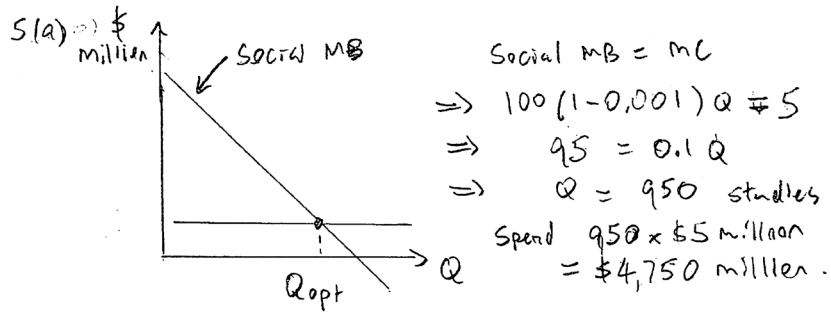 5.(a) $ million
Social MB
Social MB = MC
=> 100(1-0.001)Q = 5
=> 95 = 0.1 Q
=> Q = 950 studies
Spend 950 x $5 million
= $4,750 million.
Q
Qopt